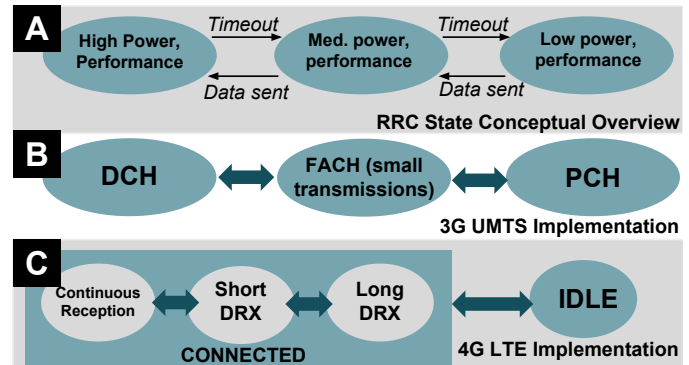 A
High Power,
Performance
Timeout
Data sent
Med. power,
performance
Timeout
Data sent
Low power,
performance
RRC State Conceptual Overview
B
DCH
FACH (small
transmissions)
PCH
3G UMTS Implementation
C
Continuous
Reception
Short
DRX
Long
DRX
CONNECTED
IDLE
4G LTE Implementation